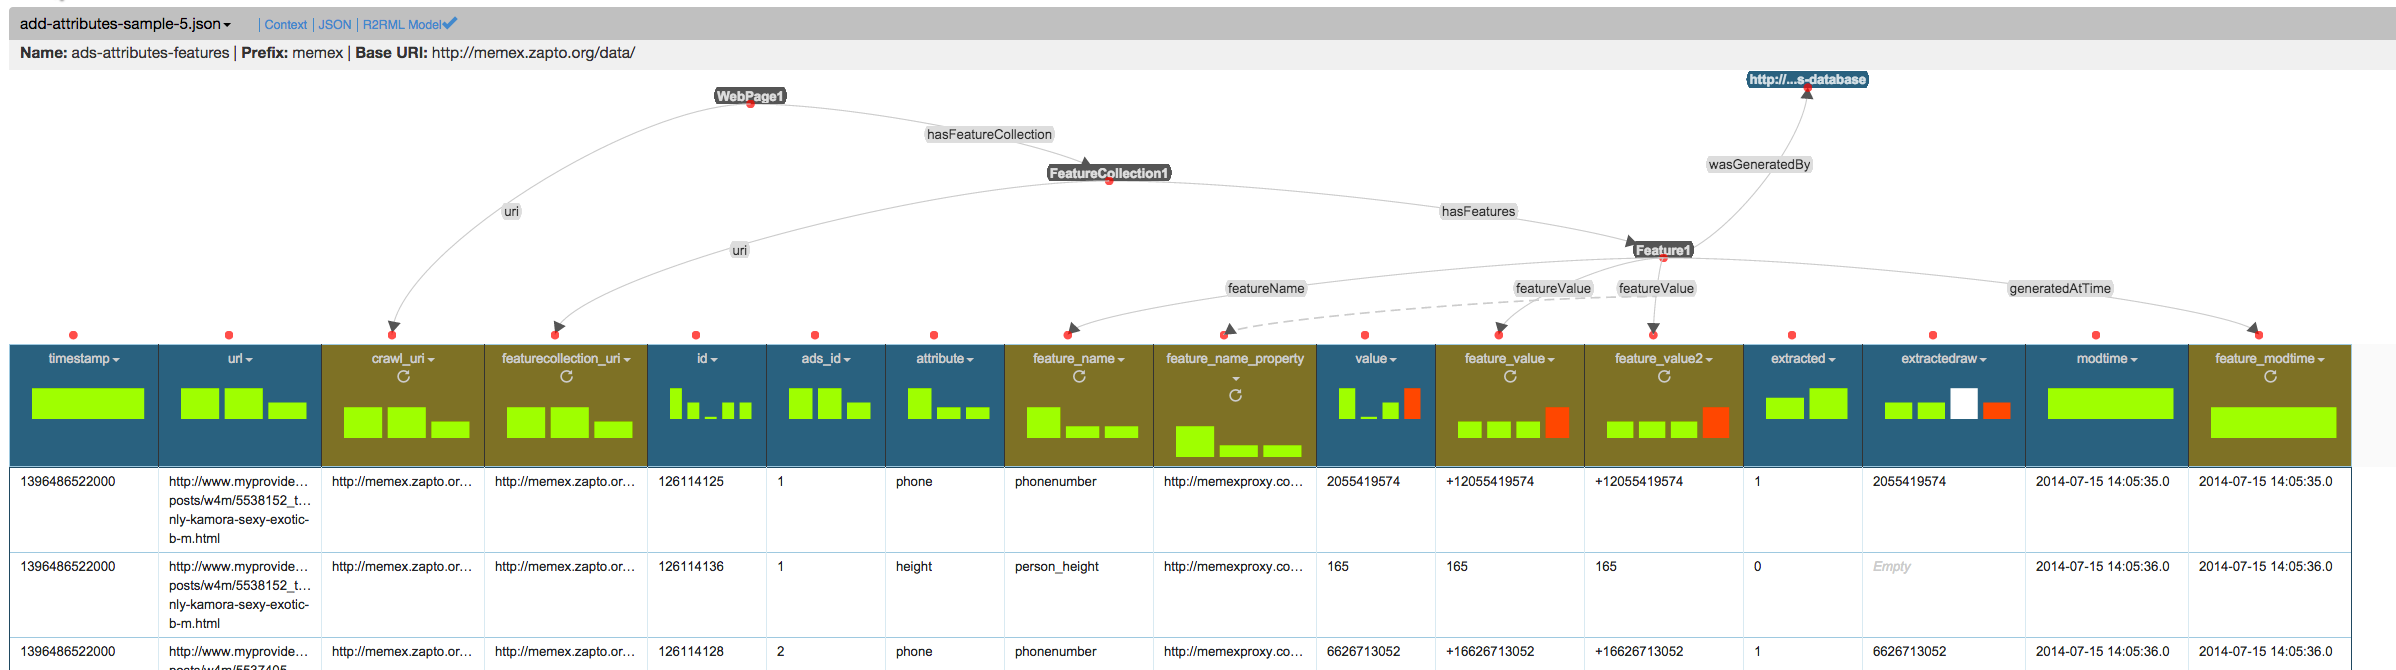 add-attributes-sample-5.json | Context | JSON | R2RML Model
Name: ads-attributes-features | Prefix: memex | Base URI: http://memex.zapto.org/data/
http://...s-database
WebPage1
hasFeatureCollection
wasGeneratedBy
FeatureCollection1
uri
hasFeatures
uri
Feature1
featureName
featureValue
featureValue
generatedAtTime
timestamp url crawl_uri featurecollection_uri id ads_id attribute feature_name feature_name_property value feature_value feature_value2 extracted extractedraw modtime feature_modtime
1396486522000 http://www.myprovide... http://memex.zapto.or... http://memex.zapto.or... 126114125 1 phone phonenumber http://memexproxy.co... 2055419574 +12055419574 +12055419574 1 2055419574 2014-07-15 14:05:35.0 2014-07-15 14:05:35.0
posts/w4m/5538152_t...
nly-kamora-sexy-exotic-
b-m.html
1396486522000 http://www.myprovide... http://memex.zapto.or... http://memex.zapto.or... 126114136 1 height person_height http://memexproxy.co... 165 165 165 0 Empty 2014-07-15 14:05:36.0 2014-07-15 14:05:36.0
posts/w4m/5538152_t...
nly-kamora-sexy-exotic-
b-m.html
1396486522000 http://www.myprovide... http://memex.zapto.or... http://memex.zapto.or... 126114128 2 phone phonenumber http://memexproxy.co... 6626713052 +16626713052 +16626713052 1 6626713052 2014-07-15 14:05:36.0 2014-07-15 14:05:36.0